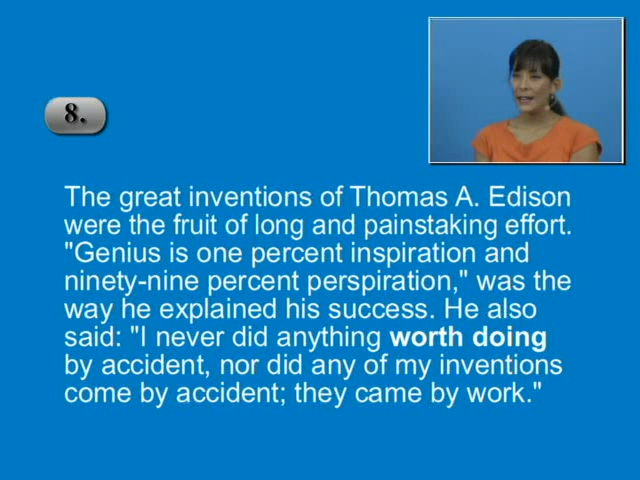 8.
The great inventions of Thomas A. Edison
were the fruit of long and painstaking effort.
"Genius is one percent inspiration and
ninety-nine percent perspiration," was the
way he explained his success. He also
said: "I never did anything worth doing
by accident, nor did any of my inventions
come by accident; they came by work."